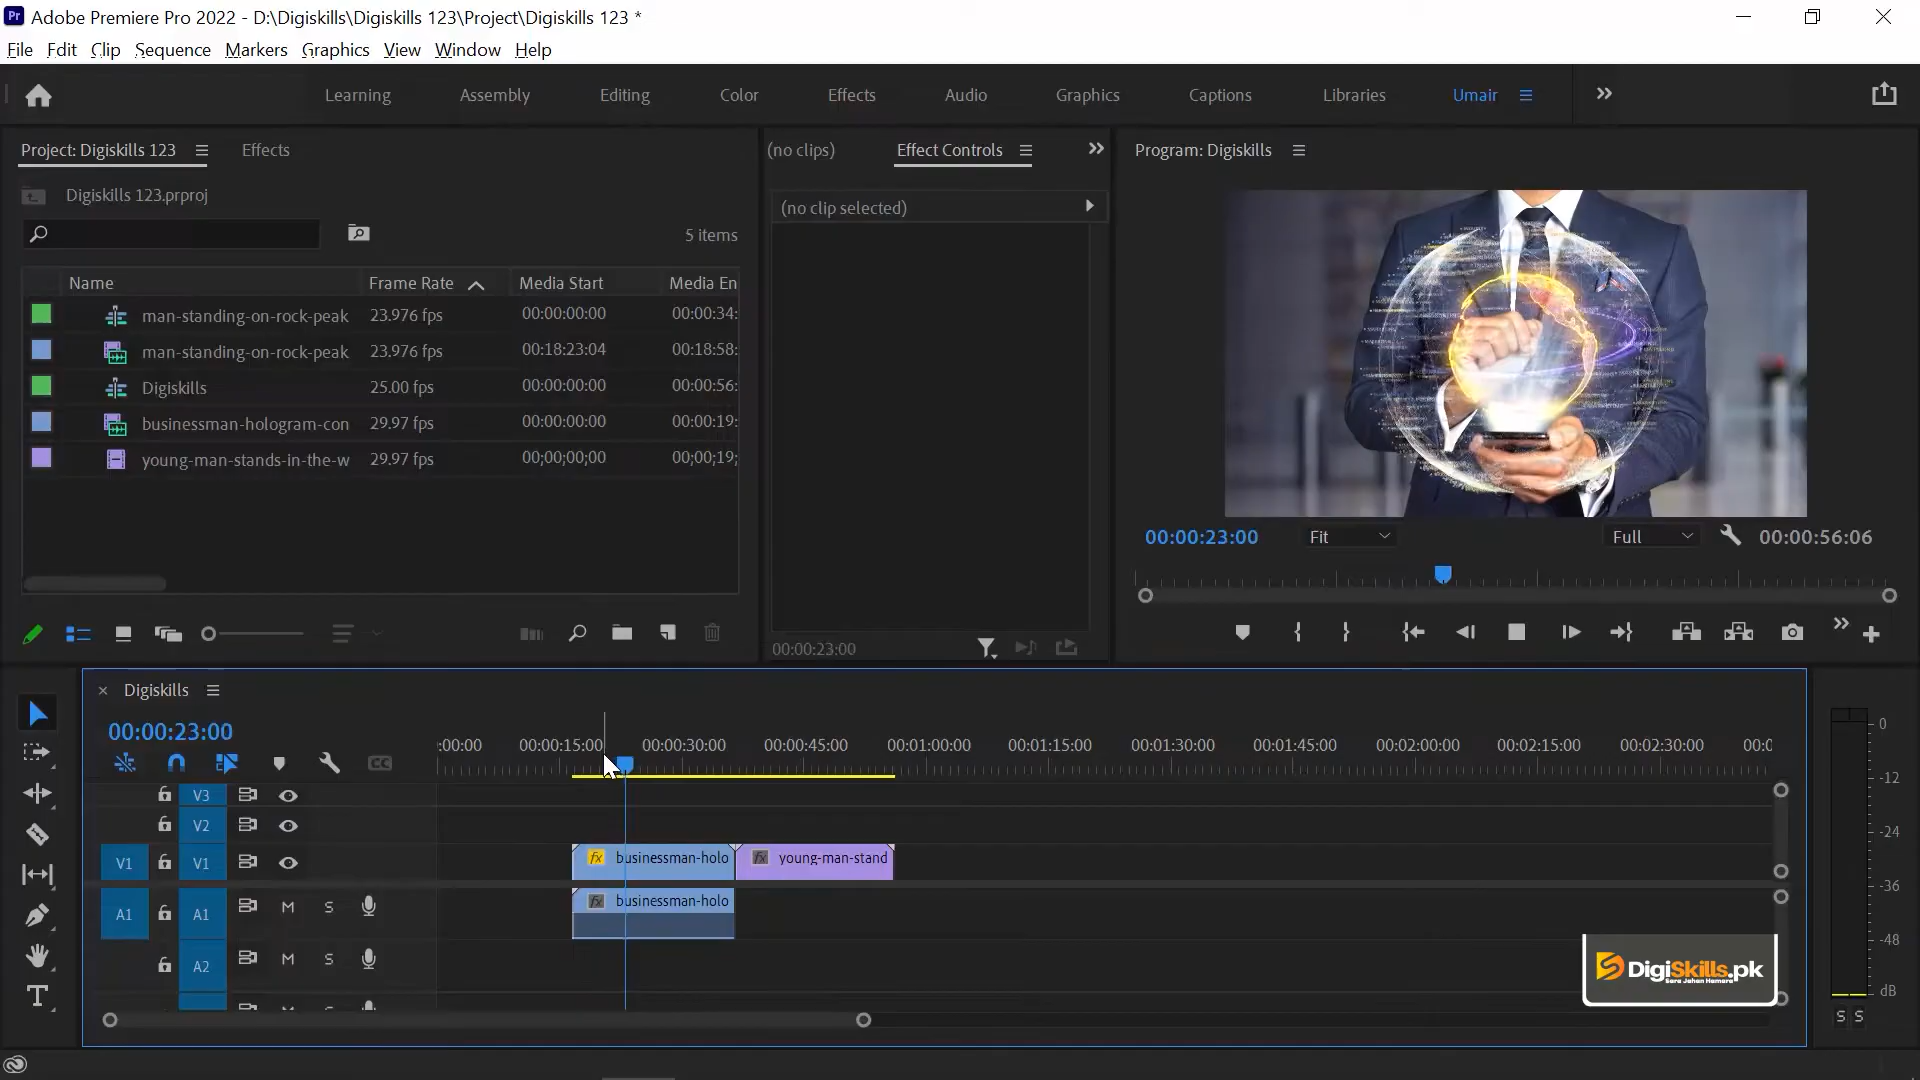 Adobe Premiere Pro 2022 - D:\Digiskills\Digiskills 123\Project\Digiskills 123 *
File Edit Clip Sequence Markers Graphics View Window Help
Learning Assembly Editing Color Effects Audio Graphics Captions Libraries Umair
Project: Digiskills 123 Effects
(no clips) Effect Controls
Program: Digiskills
Digiskills 123.prproj
(no clip selected)
5 items
Name Frame Rate Media Start Media En
man-standing-on-rock-peak 23.976 fps 00:00:00:00 00:00:34:
man-standing-on-rock-peak 23.976 fps 00:18:23:04 00:18:58:
Digiskills 25.00 fps 00:00:00:00 00:00:56:
businessman-hologram-con 29.97 fps 00:00:00:00 00:00:19:
young-man-stands-in-the-w 29.97 fps 00;00;00;00 00;00;19;
00:00:23:00 Fit Full 00:00:56:06
00:00:23:00
Digiskills
00:00:23:00
:00:00 00:00:15:00 00:00:30:00 00:00:45:00 00:01:00:00 00:01:15:00 00:01:30:00 00:01:45:00 00:02:00:00 00:02:15:00 00:02:30:00 00:0
CC
V3
V2
V1 V1 fx businessman-holo fx young-man-stand
A1 A1 M S fx businessman-holo
A2 M S
0
-12
-24
-36
-48
dB
S S
DigiSkills.pk
Sara Jahan Hamara